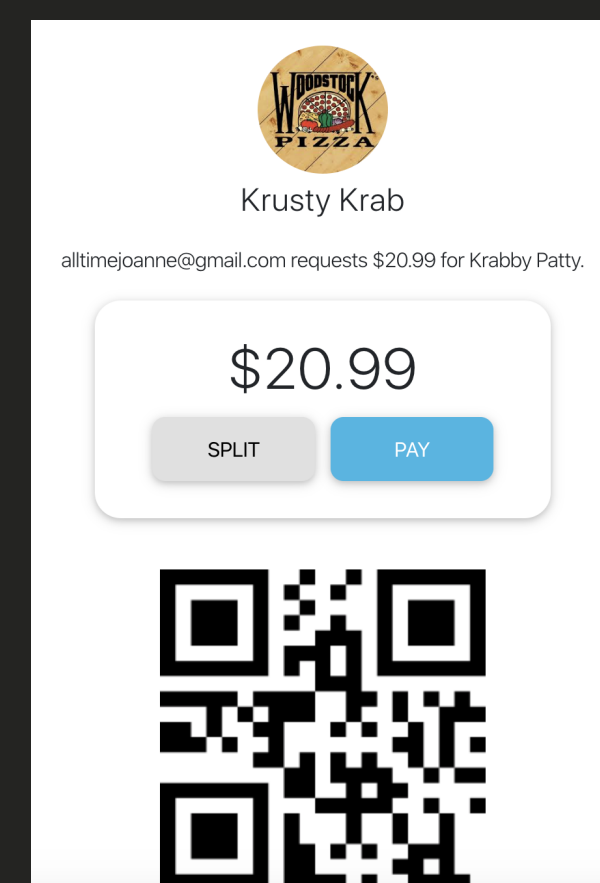 WOODSTOCK'S
PIZZA
Krusty Krab
alltimejoanne@gmail.com requests $20.99 for Krabby Patty.
$20.99
SPLIT
PAY